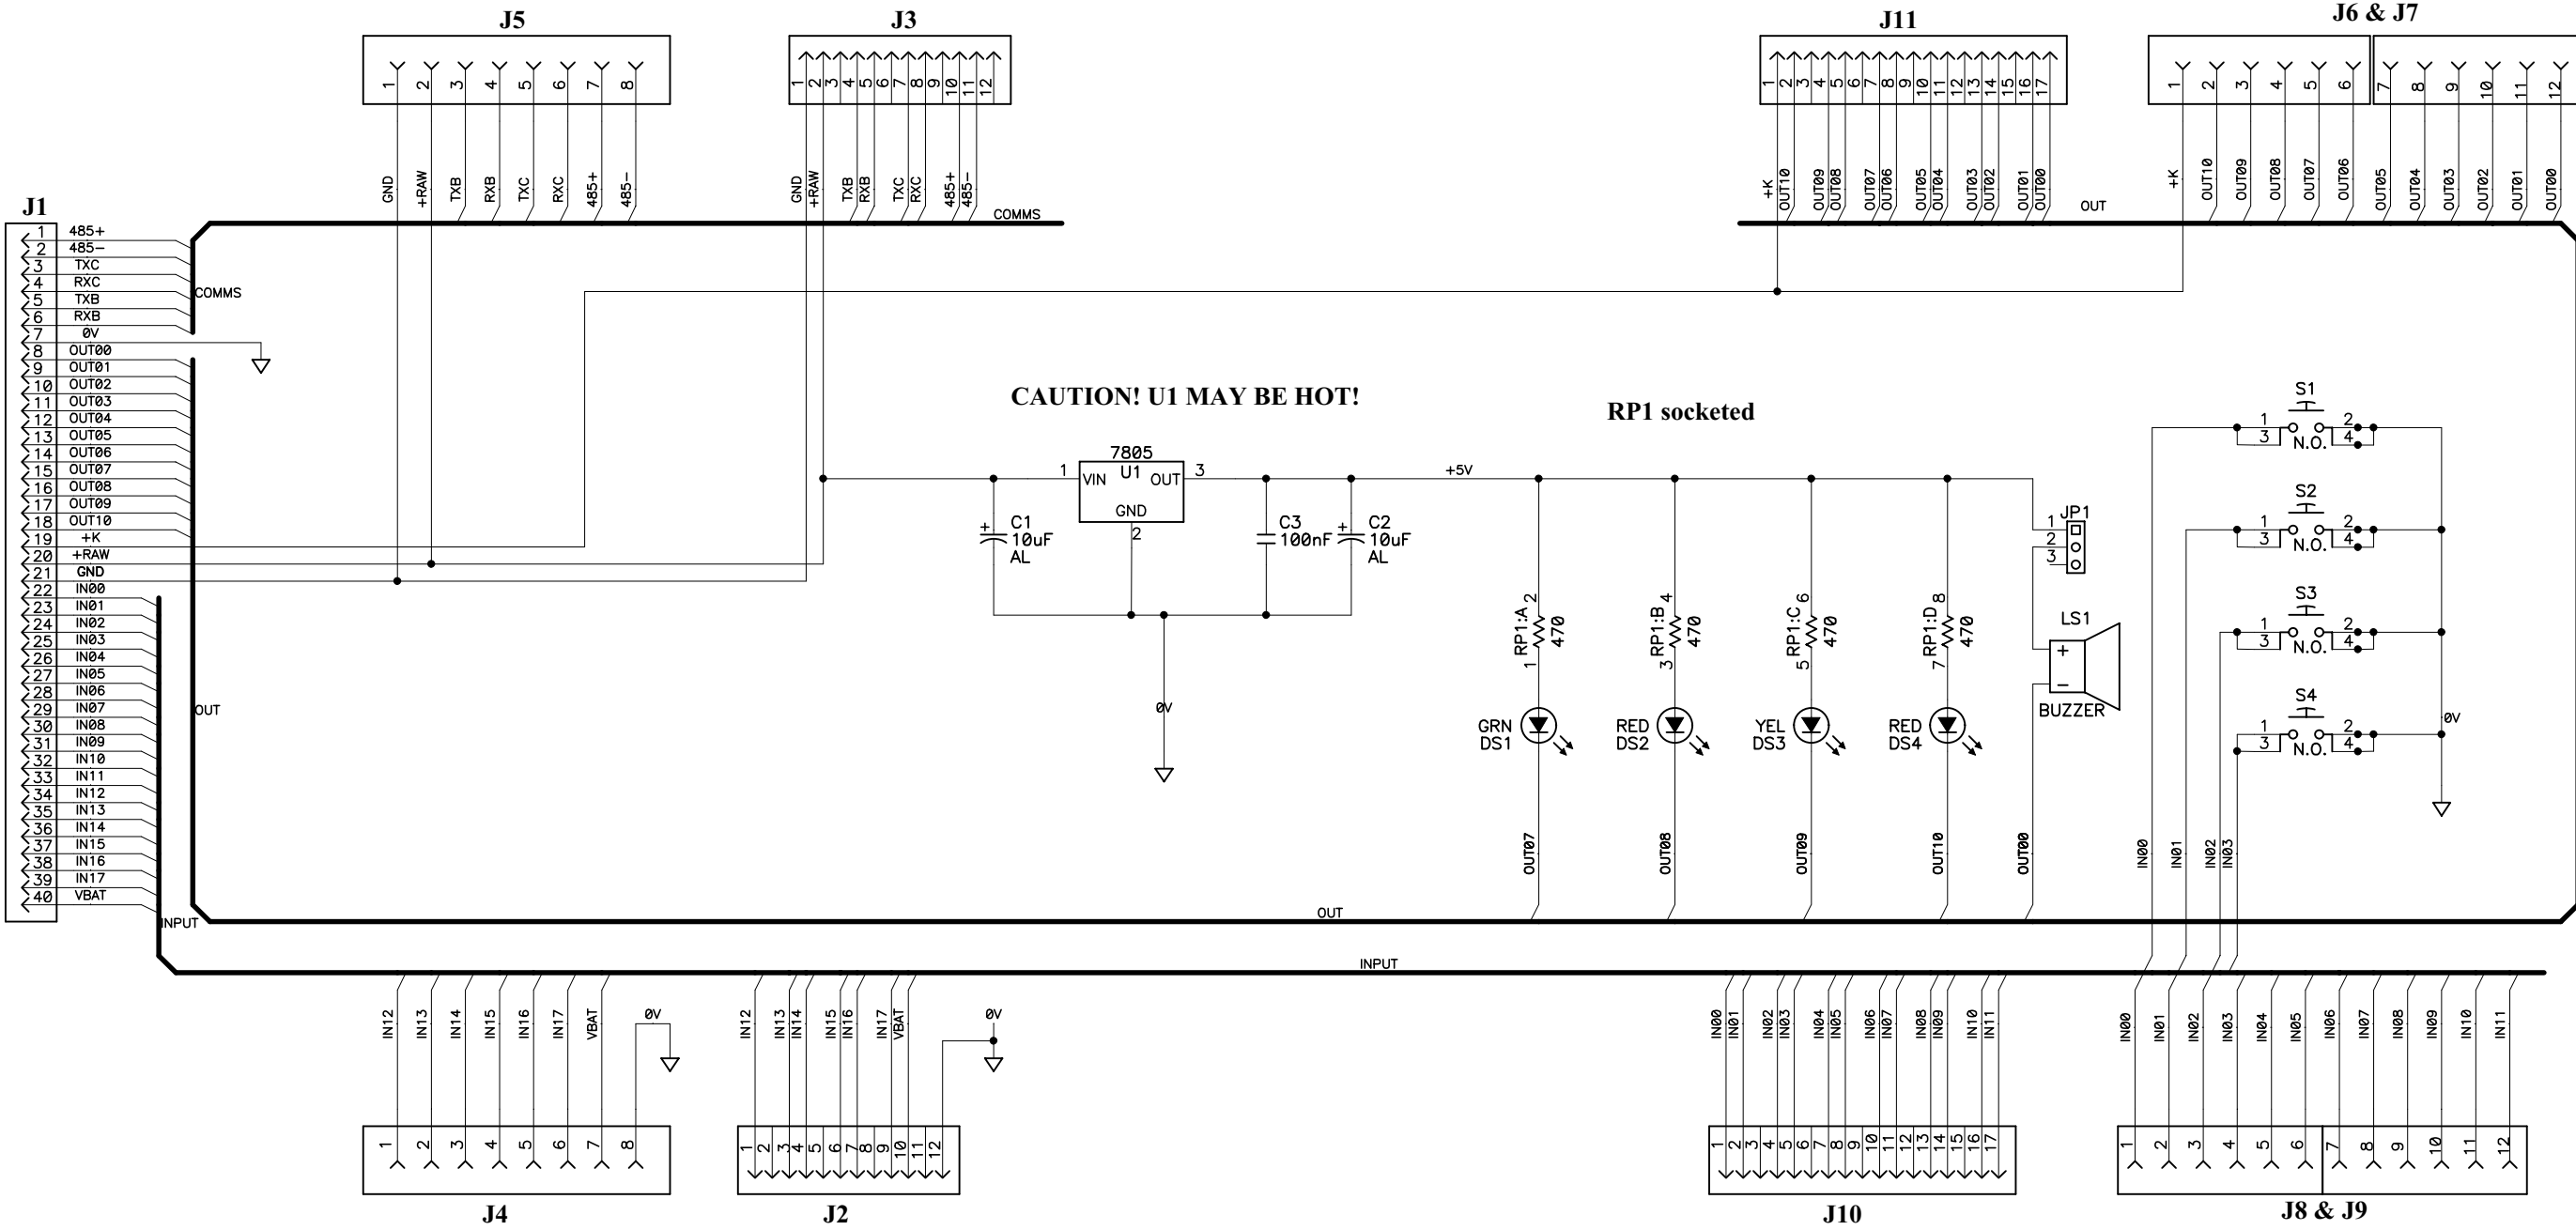 J5
J3
J11
J6 & J7
1 2 3 4 5 6 7 8
1 2 3 4 5 6 7 8 9 10 11 12
1 2 3 4 5 6 7 8 9 10 11 12 13 14 15 16 17
1 2 3 4 5 6 7 8 9 10 11 12
GND +RAW TXB RXB TXC RXC 485+ 485-
GND +RAW TXB RXB TXC RXC 485+ 485-
+K OUT10 OUT09 OUT08 OUT07 OUT06 OUT05 OUT04 OUT03 OUT02 OUT01 OUT00
+K OUT10 OUT09 OUT08 OUT07 OUT06 OUT05 OUT04 OUT03 OUT02 OUT01 OUT00
COMMS
OUT
J1
1 485+
2 485-
3 TXC
4 RXC
5 TXB
6 RXB
7 0V
8 OUT00
9 OUT01
10 OUT02
11 OUT03
12 OUT04
13 OUT05
14 OUT06
15 OUT07
16 OUT08
17 OUT09
18 OUT10
19 +K
20 +RAW
21 GND
22 IN00
23 IN01
24 IN02
25 IN03
26 IN04
27 IN05
28 IN06
29 IN07
30 IN08
31 IN09
32 IN10
33 IN11
34 IN12
35 IN13
36 IN14
37 IN15
38 IN16
39 IN17
40 VBAT
COMMS
OUT
INPUT
CAUTION! U1 MAY BE HOT!
RP1 socketed
7805
1 VIN U1 OUT 3
GND
2
+5V
C1
10uF
AL
C3
100nF
C2
10uF
AL
0V
RP1:A 2
470
1
RP1:B 4
470
3
RP1:C 6
470
5
RP1:D 8
470
7
GRN
DS1
RED
DS2
YEL
DS3
RED
DS4
JP1
1
2
3
LS1
+
-
BUZZER
OUT07
OUT08
OUT09
OUT10
OUT00
S1
1 2
3 N.O. 4
S2
1 2
3 N.O. 4
S3
1 2
3 N.O. 4
S4
1 2
3 N.O. 4
0V
IN00 IN01 IN02 IN03
OUT
INPUT
IN12 IN13 IN14 IN15 IN16 IN17 VBAT 0V
IN12 IN13 IN14 IN15 IN16 IN17 VBAT 0V
IN00 IN01 IN02 IN03 IN04 IN05 IN06 IN07 IN08 IN09 IN10 IN11
IN00 IN01 IN02 IN03 IN04 IN05 IN06 IN07 IN08 IN09 IN10 IN11
1 2 3 4 5 6 7 8
1 2 3 4 5 6 7 8 9 10 11 12
1 2 3 4 5 6 7 8 9 10 11 12 13 14 15 16 17
1 2 3 4 5 6 7 8 9 10 11 12
J4
J2
J10
J8 & J9